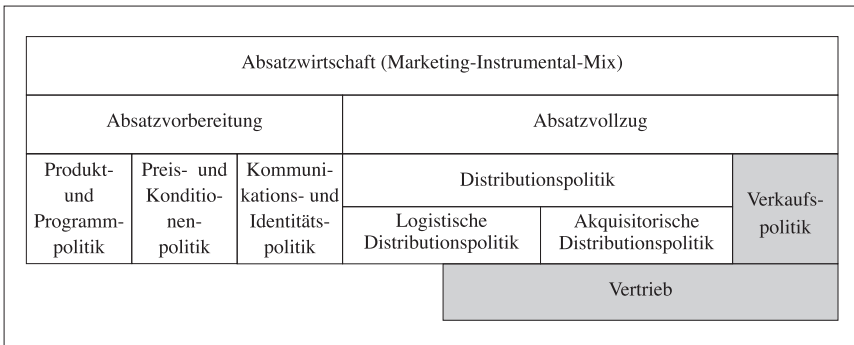 Absatzwirtschaft (Marketing-Instrumental-Mix)
Absatzvorbereitung
Absatzvollzug
Produkt-
und
Programm-
politik
Preis- und
Konditio-
nen-
politik
Kommuni-
kations- und
Identitäts-
politik
Distributionspolitik
Logistische
Distributionspolitik
Akquisitorische
Distributionspolitik
Verkaufs-
politik
Vertrieb